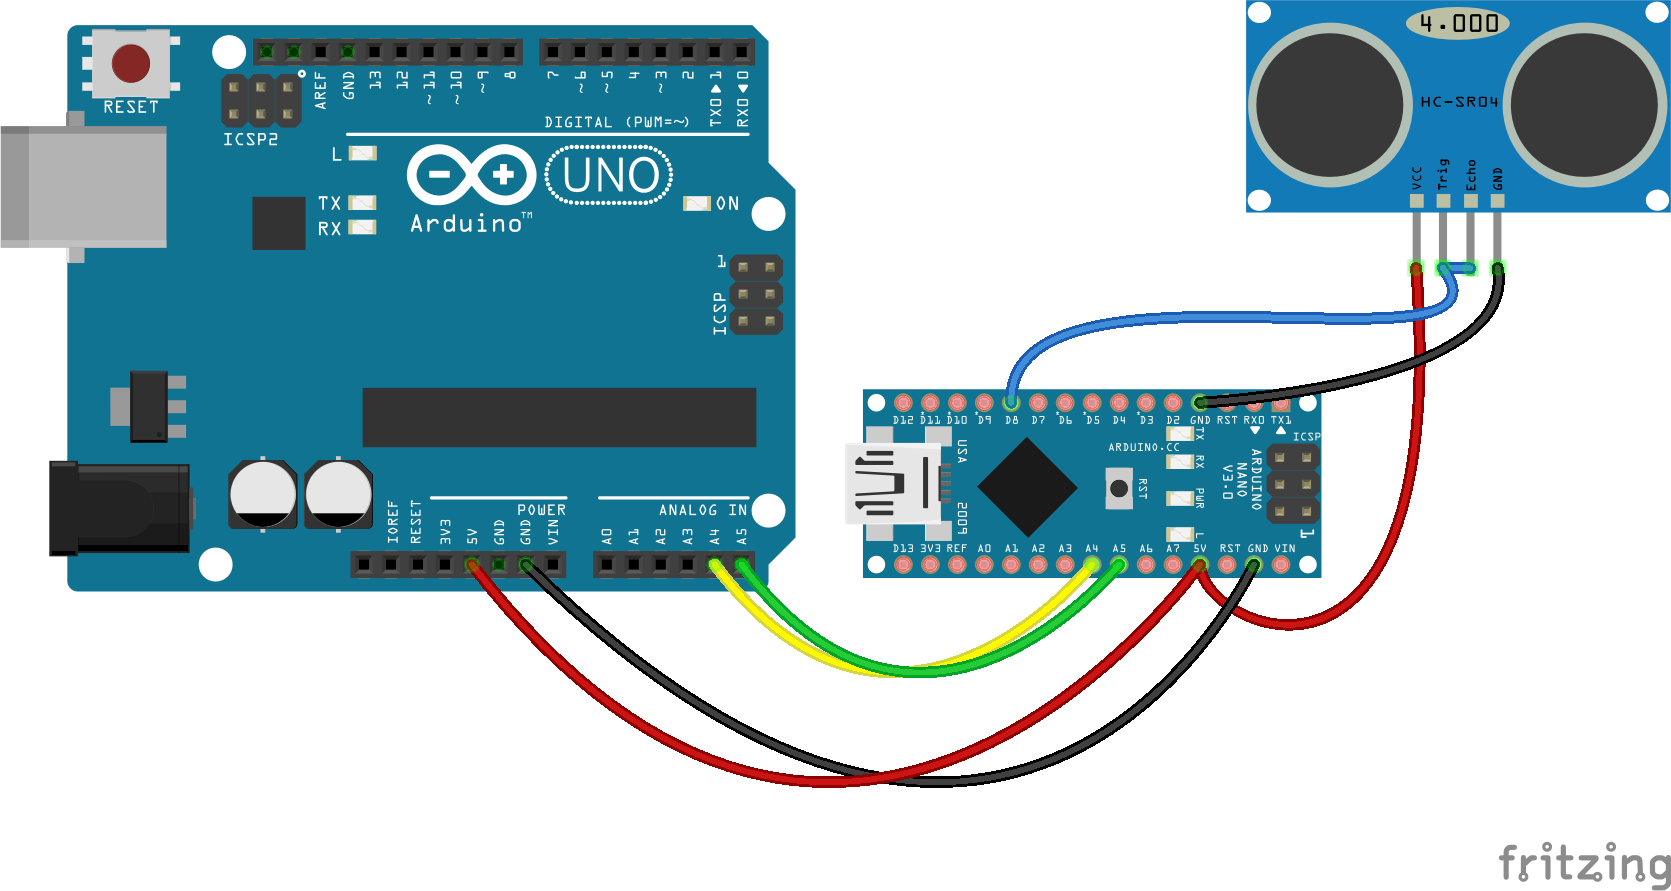 RESET
ICSP2
AREF
GND
13
12
~11
~10
~9
8
7
~6
~5
4
~3
2
TX0▶1
RX0◀0
DIGITAL (PWM=~)
L
TX
RX
UNO
Arduino™
ON
1
ICSP
IOREF
RESET
3V3
5V
GND
GND
VIN
POWER
ANALOG IN
A0
A1
A2
A3
A4
A5
4.000
HC-SR04
VCC
Trig
Echo
GND
D12
*D11
*D10
*D9
D8
D7
*D6
*D5
D4
*D3
D2
GND
RST
RX0
TX1
ICSP
ARDUINO.CC
TX
RX
PWR
L
RST
USA
2009
ARDUINO
NANO
V3.0
1
D13
3V3
REF
A0
A1
A2
A3
A4
A5
A6
A7
5V
RST
GND
VIN
fritzing